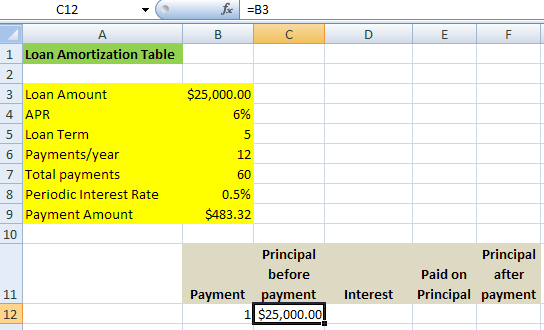 C12 fx =B3
A B C D E F
1 Loan Amortization Table
2
3 Loan Amount $25,000.00
4 APR 6%
5 Loan Term 5
6 Payments/year 12
7 Total payments 60
8 Periodic Interest Rate 0.5%
9 Payment Amount $483.32
10
Principal Principal
before Paid on after
11 Payment payment Interest Principal payment
12 1 $25,000.00